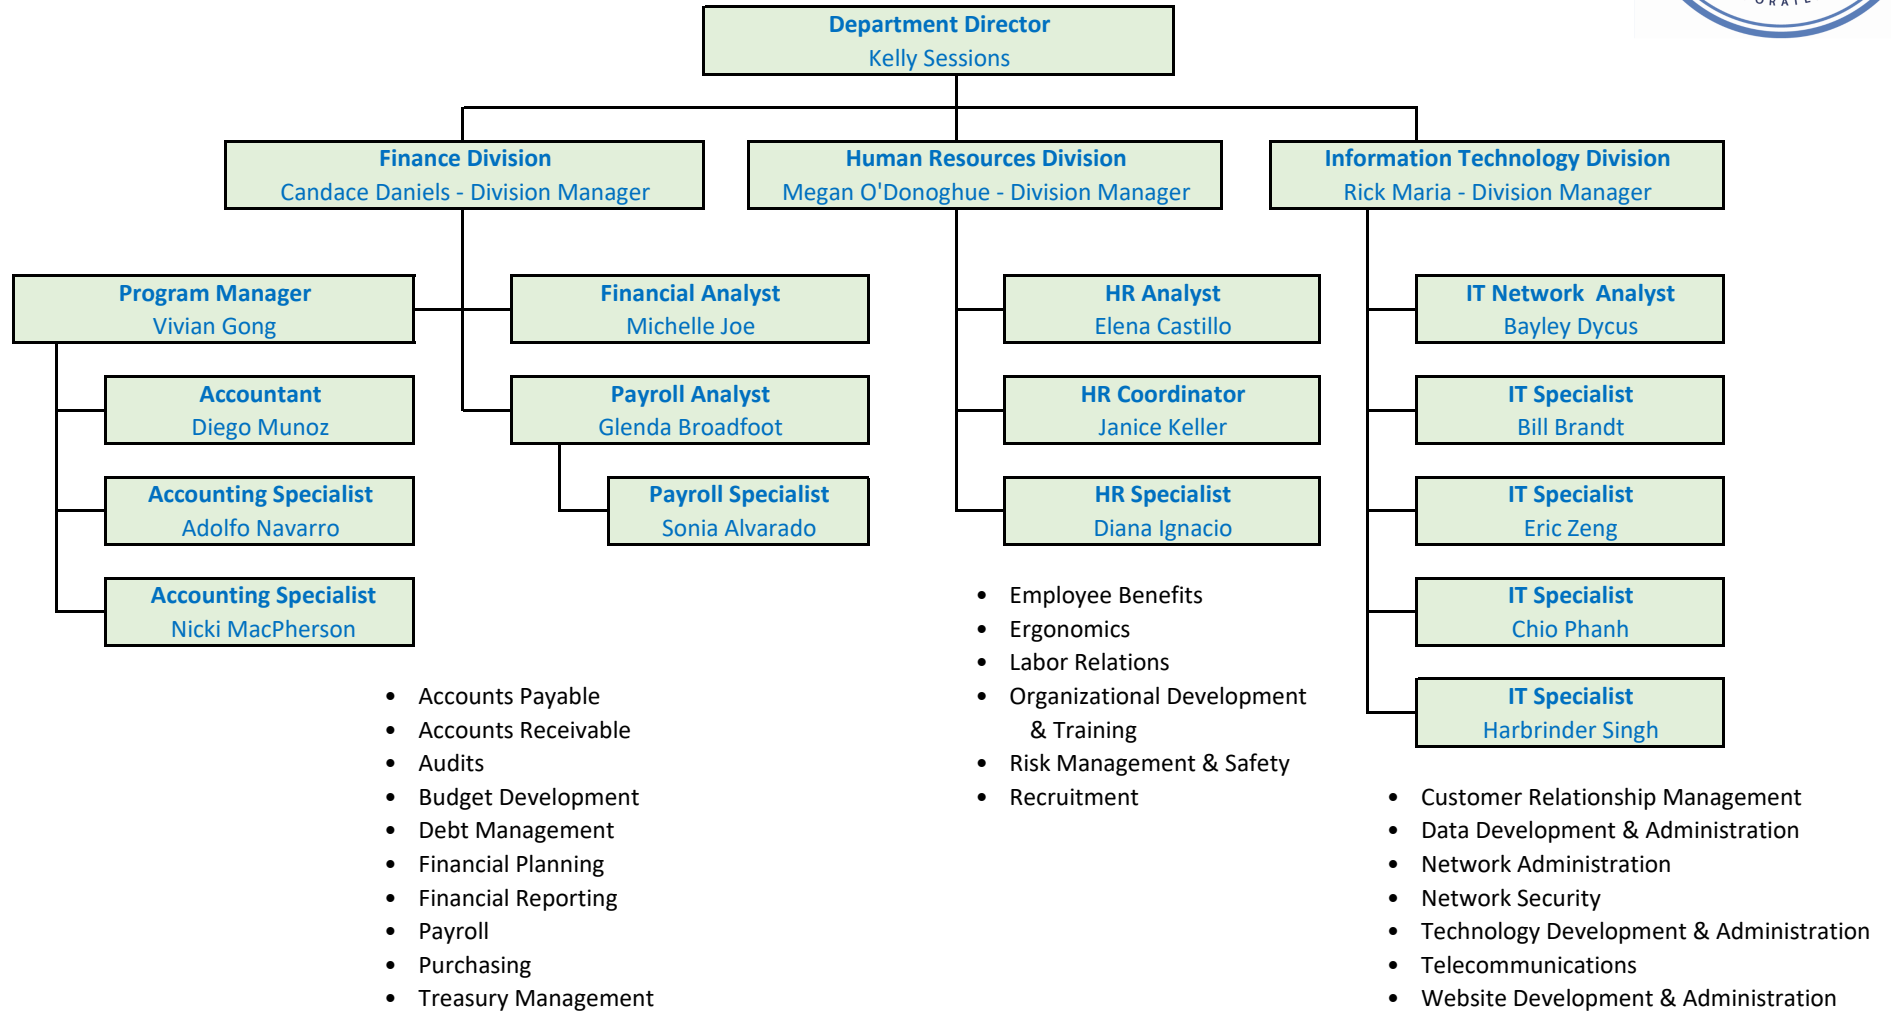 ORATE
Department Director
Kelly Sessions
Finance Division
Candace Daniels - Division Manager
Human Resources Division
Megan O'Donoghue - Division Manager
Information Technology Division
Rick Maria - Division Manager
Program Manager
Vivian Gong
Accountant
Diego Munoz
Accounting Specialist
Adolfo Navarro
Accounting Specialist
Nicki MacPherson
Financial Analyst
Michelle Joe
Payroll Analyst
Glenda Broadfoot
Payroll Specialist
Sonia Alvarado
• Accounts Payable
• Accounts Receivable
• Audits
• Budget Development
• Debt Management
• Financial Planning
• Financial Reporting
• Payroll
• Purchasing
• Treasury Management
HR Analyst
Elena Castillo
HR Coordinator
Janice Keller
HR Specialist
Diana Ignacio
• Employee Benefits
• Ergonomics
• Labor Relations
• Organizational Development
& Training
• Risk Management & Safety
• Recruitment
IT Network Analyst
Bayley Dycus
IT Specialist
Bill Brandt
IT Specialist
Eric Zeng
IT Specialist
Chio Phanh
IT Specialist
Harbrinder Singh
• Customer Relationship Management
• Data Development & Administration
• Network Administration
• Network Security
• Technology Development & Administration
• Telecommunications
• Website Development & Administration